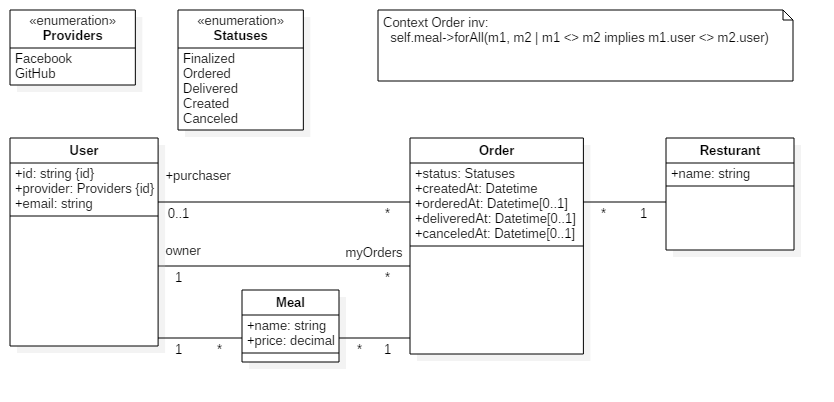 «enumeration»
Providers
Facebook
GitHub
«enumeration»
Statuses
Finalized
Ordered
Delivered
Created
Canceled
Context Order inv:
self.meal->forAll(m1, m2 | m1 <> m2 implies m1.user <> m2.user)
User
+id: string {id}
+provider: Providers {id}
+email: string
+purchaser
0..1
*
owner
myOrders
1
*
Order
+status: Statuses
+createdAt: Datetime
+orderedAt: Datetime[0..1]
+deliveredAt: Datetime[0..1]
+canceledAt: Datetime[0..1]
*
1
Resturant
+name: string
Meal
+name: string
+price: decimal
1
*
*
1